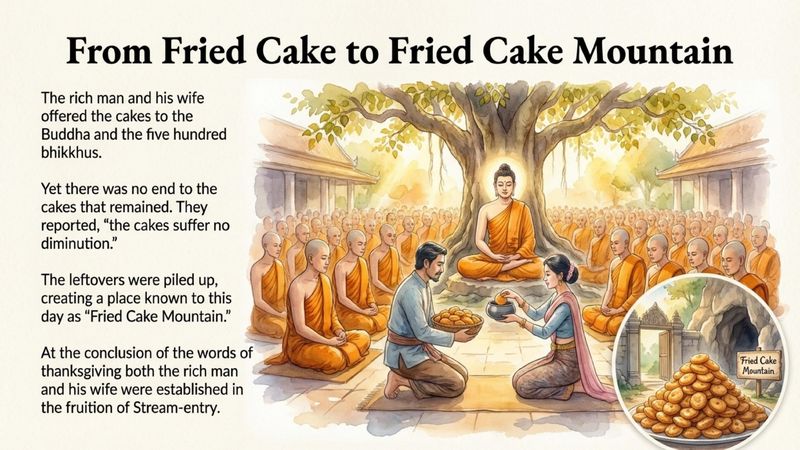 From Fried Cake to Fried Cake Mountain
The rich man and his wife
offered the cakes to the
Buddha and the five hundred
bhikkhus.
Yet there was no end to the
cakes that remained. They
reported, “the cakes suffer no
diminution.”
The leftovers were piled up,
creating a place known to this
day as “Fried Cake Mountain.”
At the conclusion of the words of
thanksgiving both the rich man
and his wife were established in
the fruition of Stream-entry.
Fried Cake
Mountain